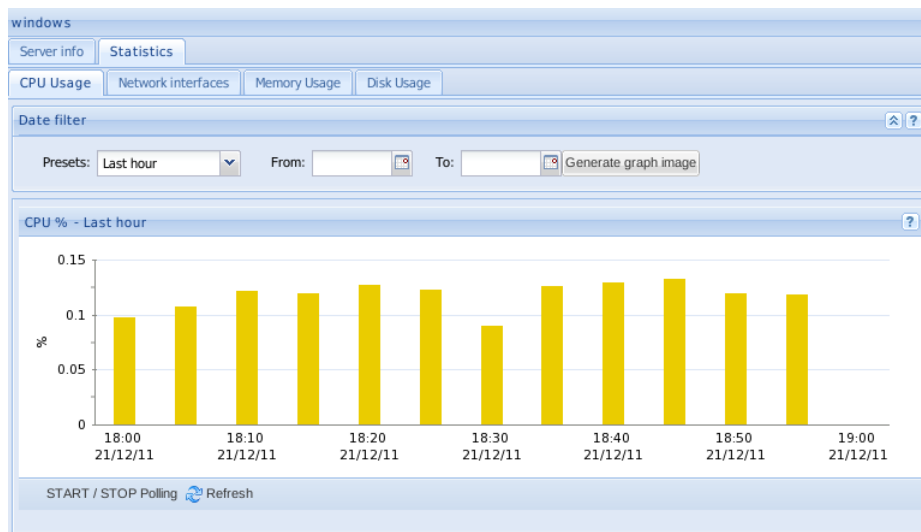 windows
Server info Statistics
CPU Usage Network interfaces Memory Usage Disk Usage
Date filter ?
Presets: Last hour From: To: Generate graph image
CPU % - Last hour ?
0.15
0.1
%
0.05
0
18:00 18:10 18:20 18:30 18:40 18:50 19:00
21/12/11 21/12/11 21/12/11 21/12/11 21/12/11 21/12/11 21/12/11
START / STOP Polling Refresh